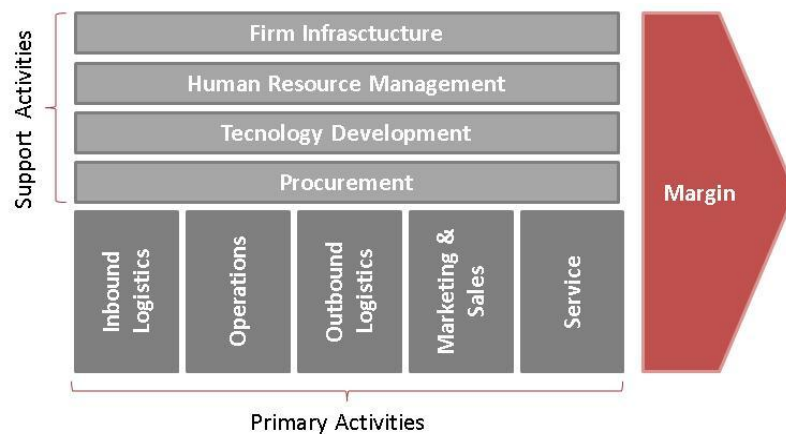 Support Activities
Firm Infrasctucture
Human Resource Management
Tecnology Development
Procurement
Inbound
Logistics
Operations
Outbound
Logistics
Marketing &
Sales
Service
Margin
Primary Activities